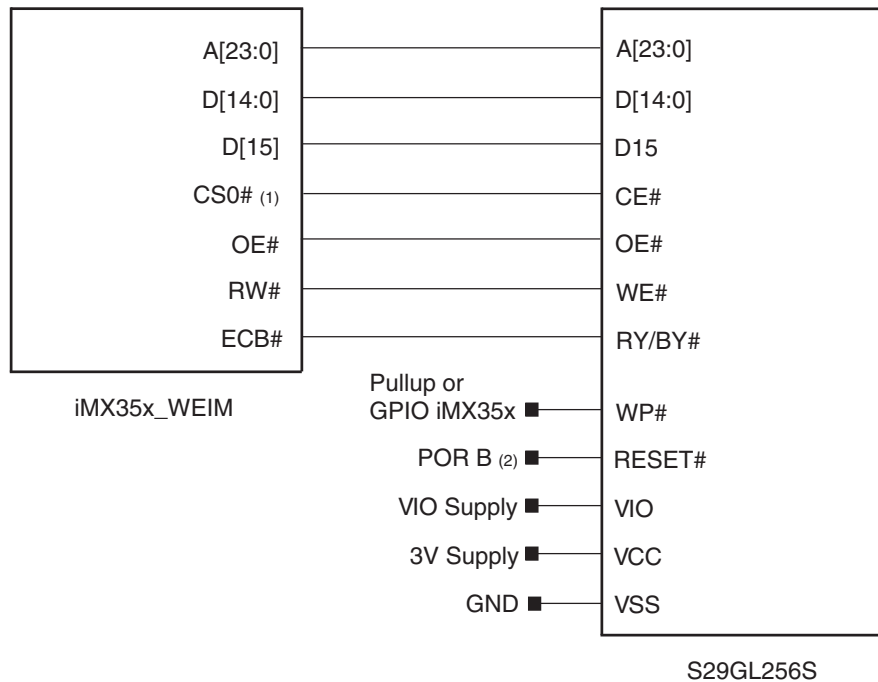 A[23:0] A[23:0]
D[14:0] D[14:0]
D[15] D15
CS0# (1) CE#
OE# OE#
RW# WE#
ECB# RY/BY#
iMX35x_WEIM
Pullup or
GPIO iMX35x WP#
POR B (2) RESET#
VIO Supply VIO
3V Supply VCC
GND VSS
S29GL256S